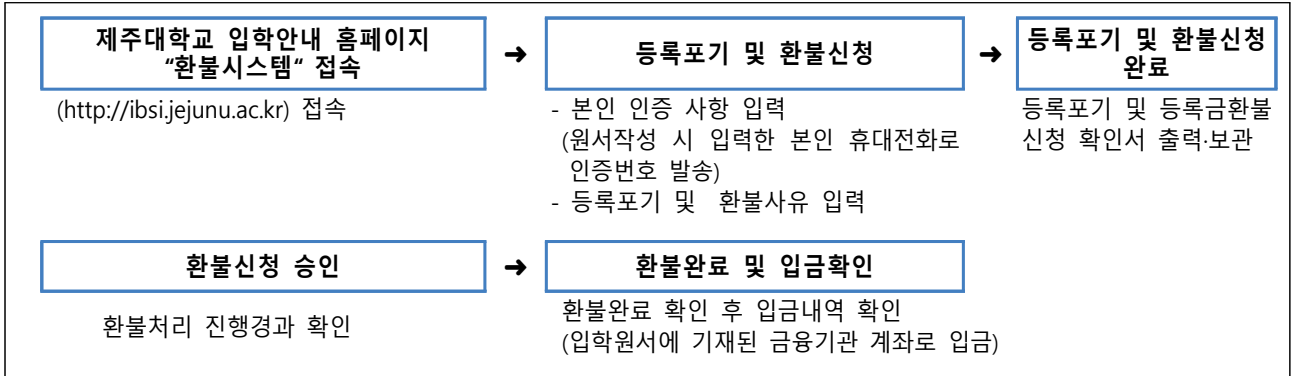 제주대학교 입학안내 홈페이지
“환불시스템“ 접속
➜
등록포기 및 환불신청
➜
등록포기 및 환불신청
완료
(http://ibsi.jejunu.ac.kr) 접속
- 본인 인증 사항 입력
(원서작성 시 입력한 본인 휴대전화로
인증번호 발송)
- 등록포기 및 환불사유 입력
등록포기 및 등록금환불
신청 확인서 출력·보관
환불신청 승인
➜
환불완료 및 입금확인
환불처리 진행경과 확인
환불완료 확인 후 입금내역 확인
(입학원서에 기재된 금융기관 계좌로 입금)